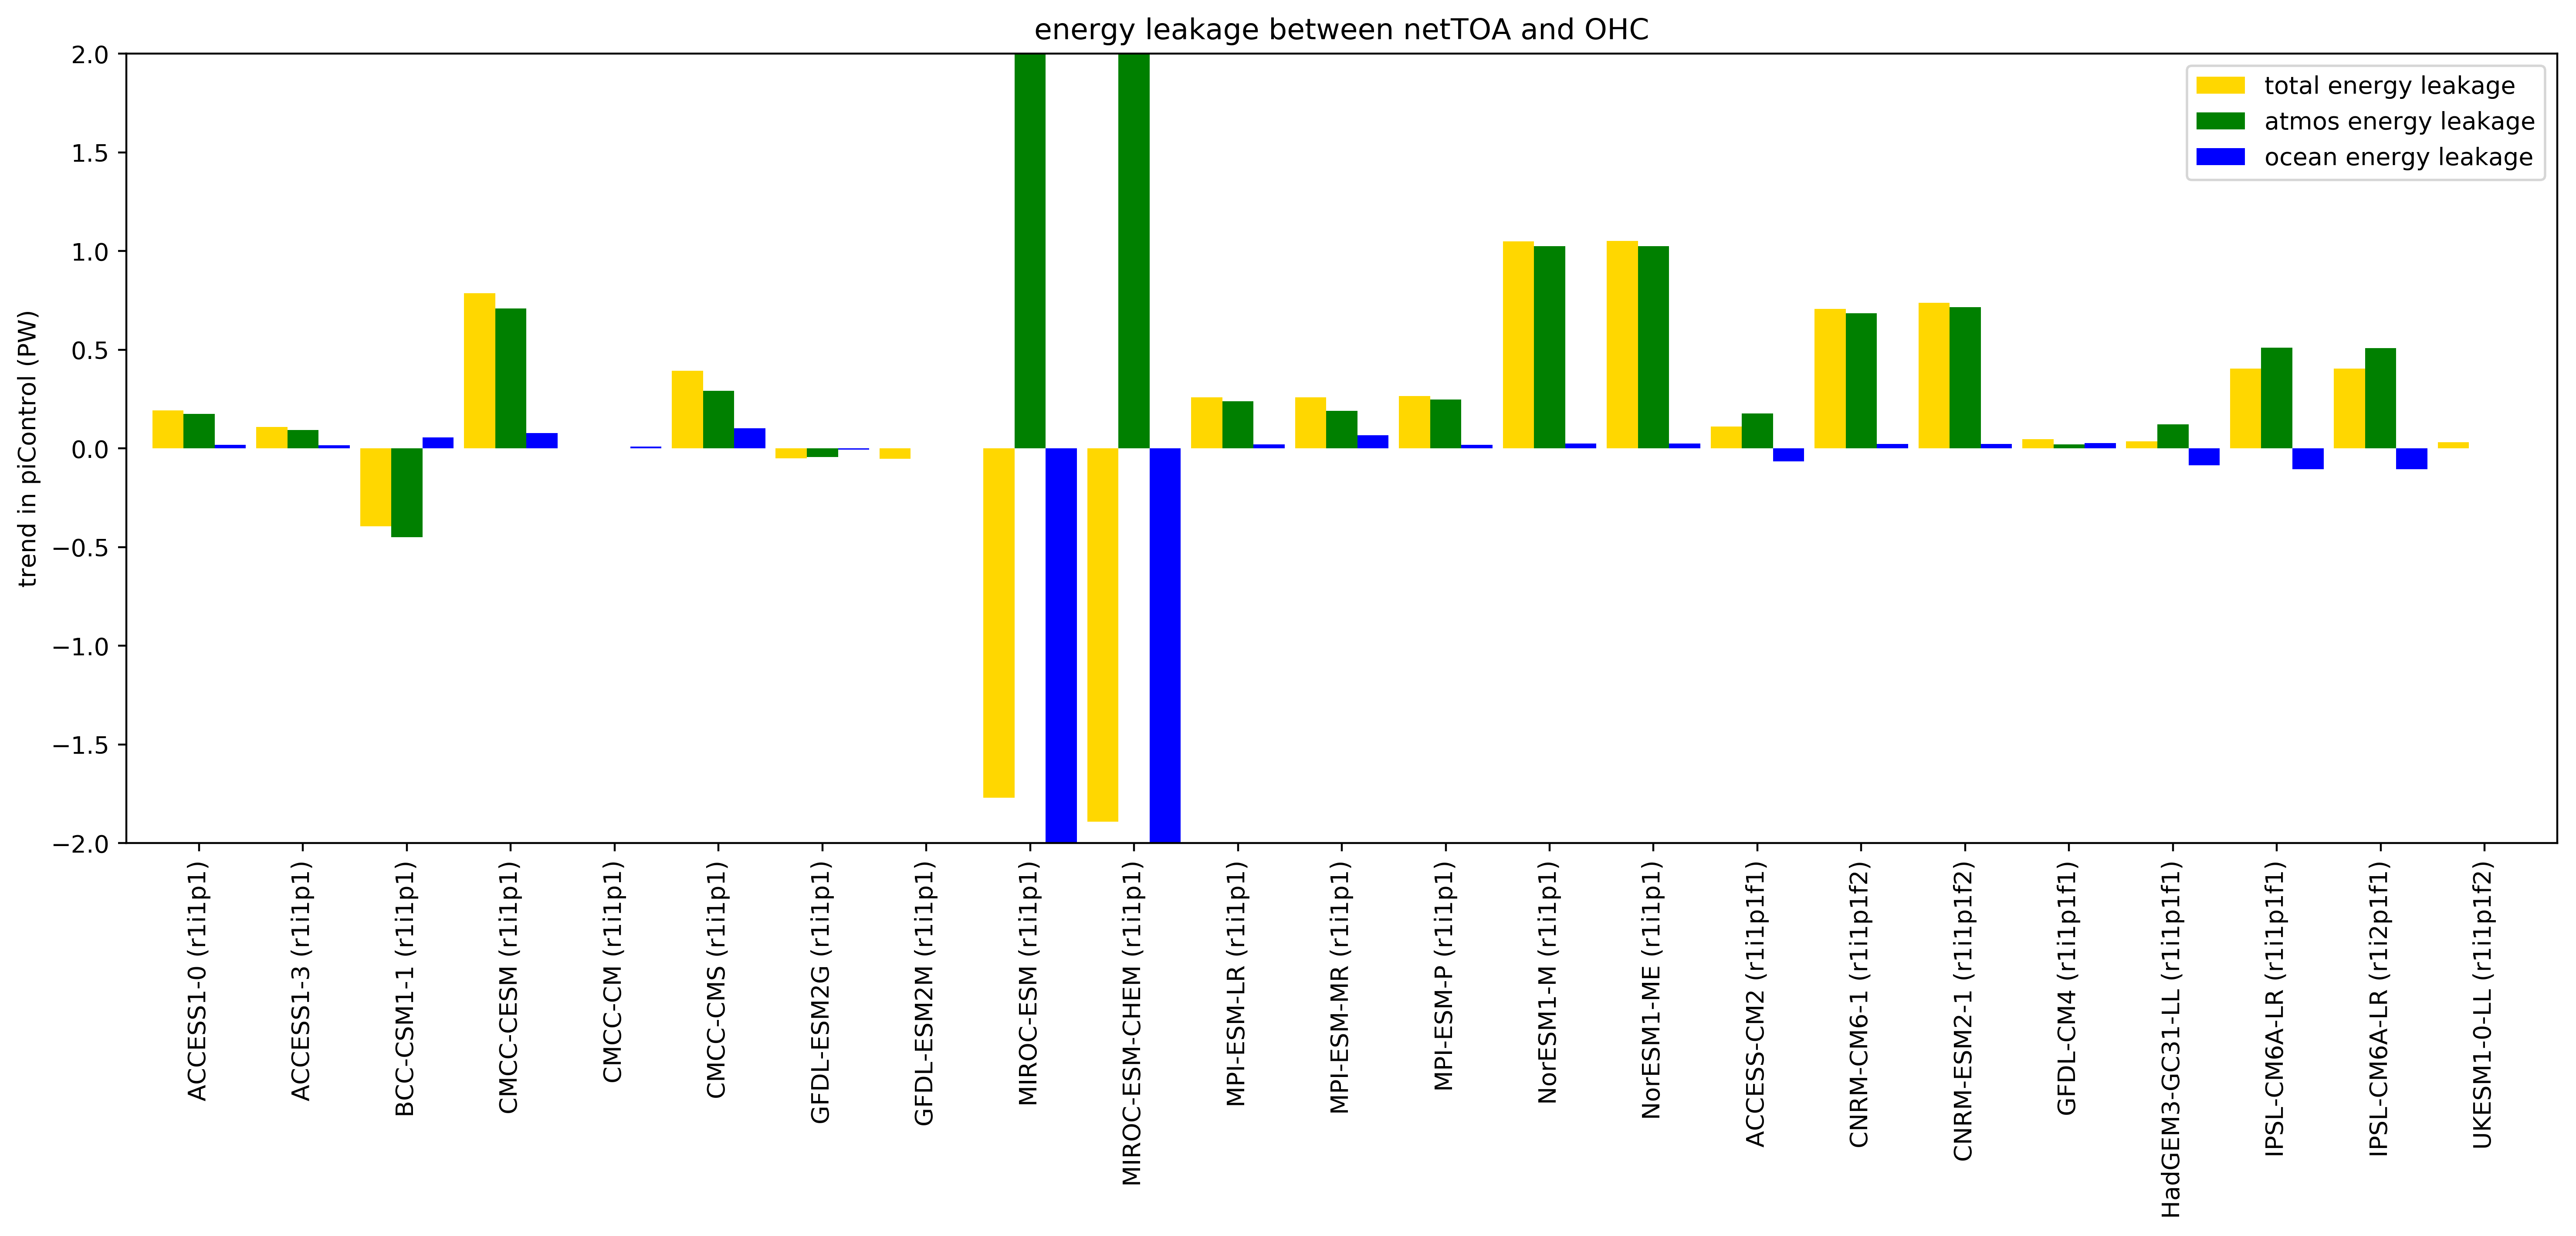 energy leakage between netTOA and OHC
total energy leakage
atmos energy leakage
ocean energy leakage
trend in piControl (PW)
2.0
1.5
1.0
0.5
0.0
−0.5
−1.0
−1.5
−2.0
ACCESS1-0 (r1i1p1)
ACCESS1-3 (r1i1p1)
BCC-CSM1-1 (r1i1p1)
CMCC-CESM (r1i1p1)
CMCC-CM (r1i1p1)
CMCC-CMS (r1i1p1)
GFDL-ESM2G (r1i1p1)
GFDL-ESM2M (r1i1p1)
MIROC-ESM (r1i1p1)
MIROC-ESM-CHEM (r1i1p1)
MPI-ESM-LR (r1i1p1)
MPI-ESM-MR (r1i1p1)
MPI-ESM-P (r1i1p1)
NorESM1-M (r1i1p1)
NorESM1-ME (r1i1p1)
ACCESS-CM2 (r1i1p1f1)
CNRM-CM6-1 (r1i1p1f2)
CNRM-ESM2-1 (r1i1p1f2)
GFDL-CM4 (r1i1p1f1)
HadGEM3-GC31-LL (r1i1p1f1)
IPSL-CM6A-LR (r1i1p1f1)
IPSL-CM6A-LR (r1i2p1f1)
UKESM1-0-LL (r1i1p1f2)